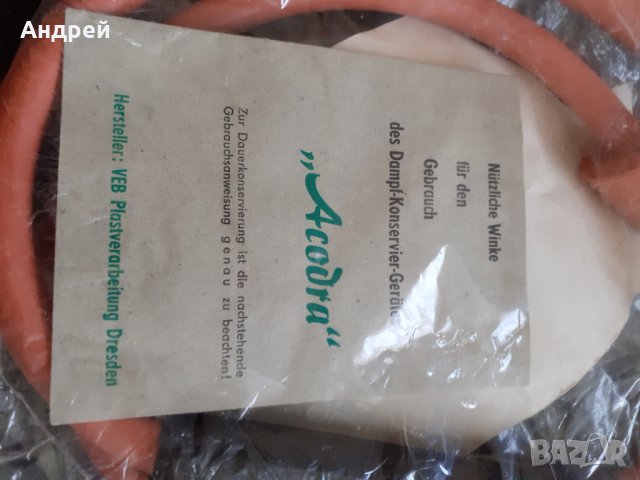 Андрей
Nützliche Winke
für den
Gebrauch
des Dampf-Konservier-Gerätes
„Acodra“
Zur Dauerkonservierung ist die nachstehende
Gebrauchsanweisung genau zu beachten!
Hersteller: VEB Plastverarbeitung Dresden
BAZAR